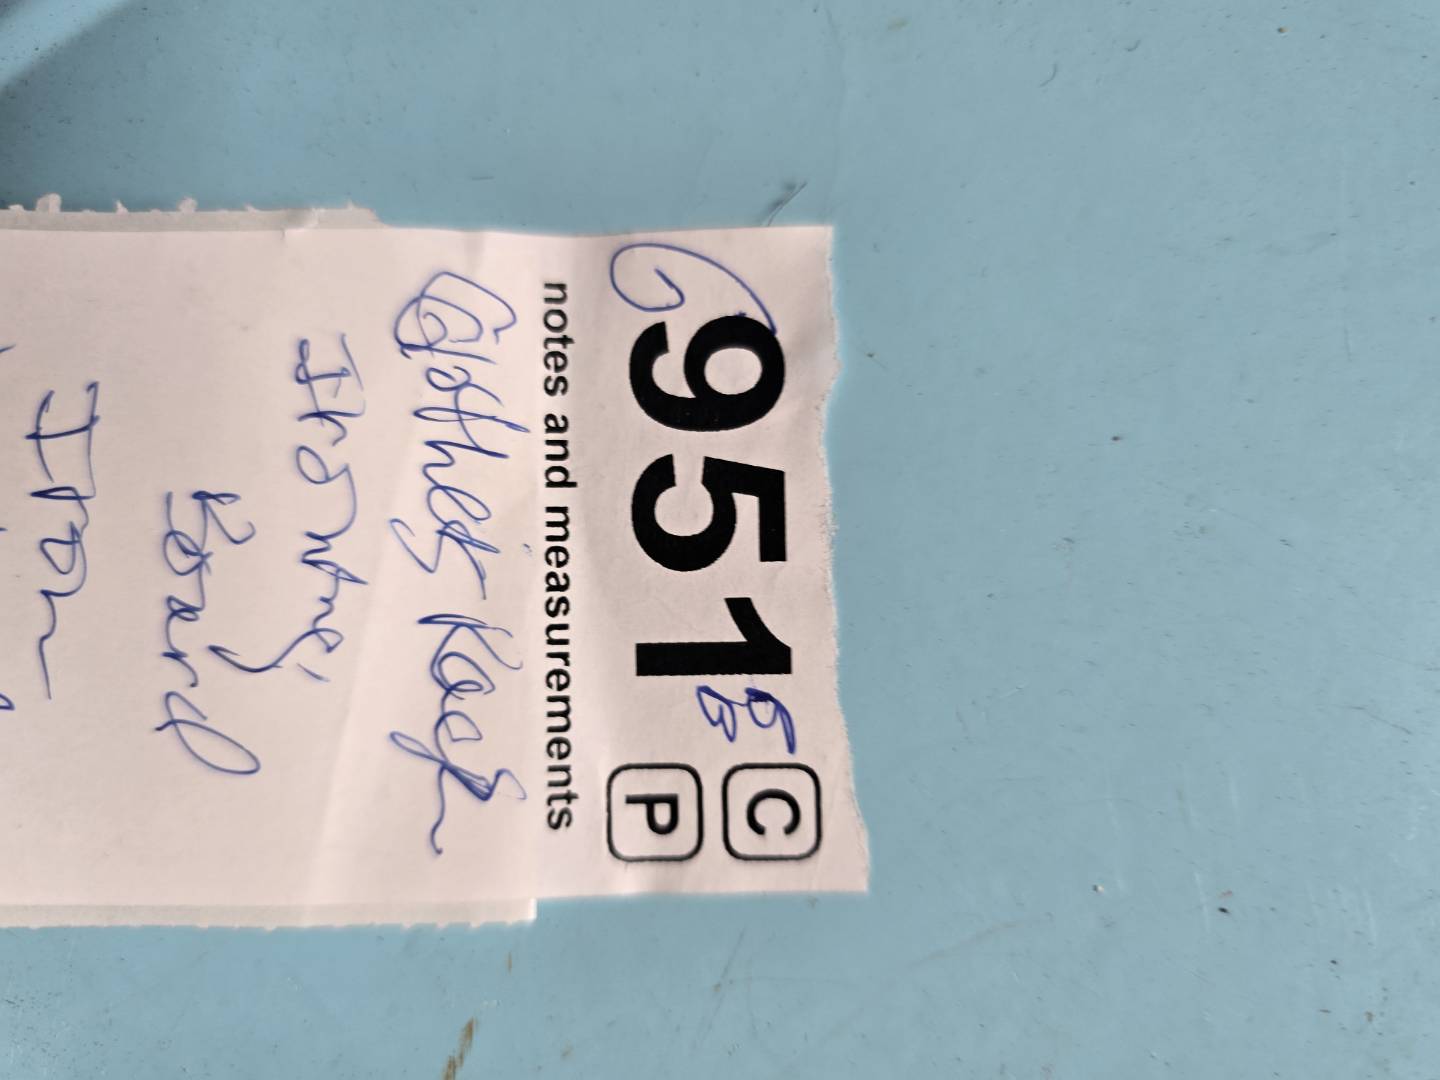 951
C
P
notes and measurements
Clothes Rack
Ironing
Board
Iron